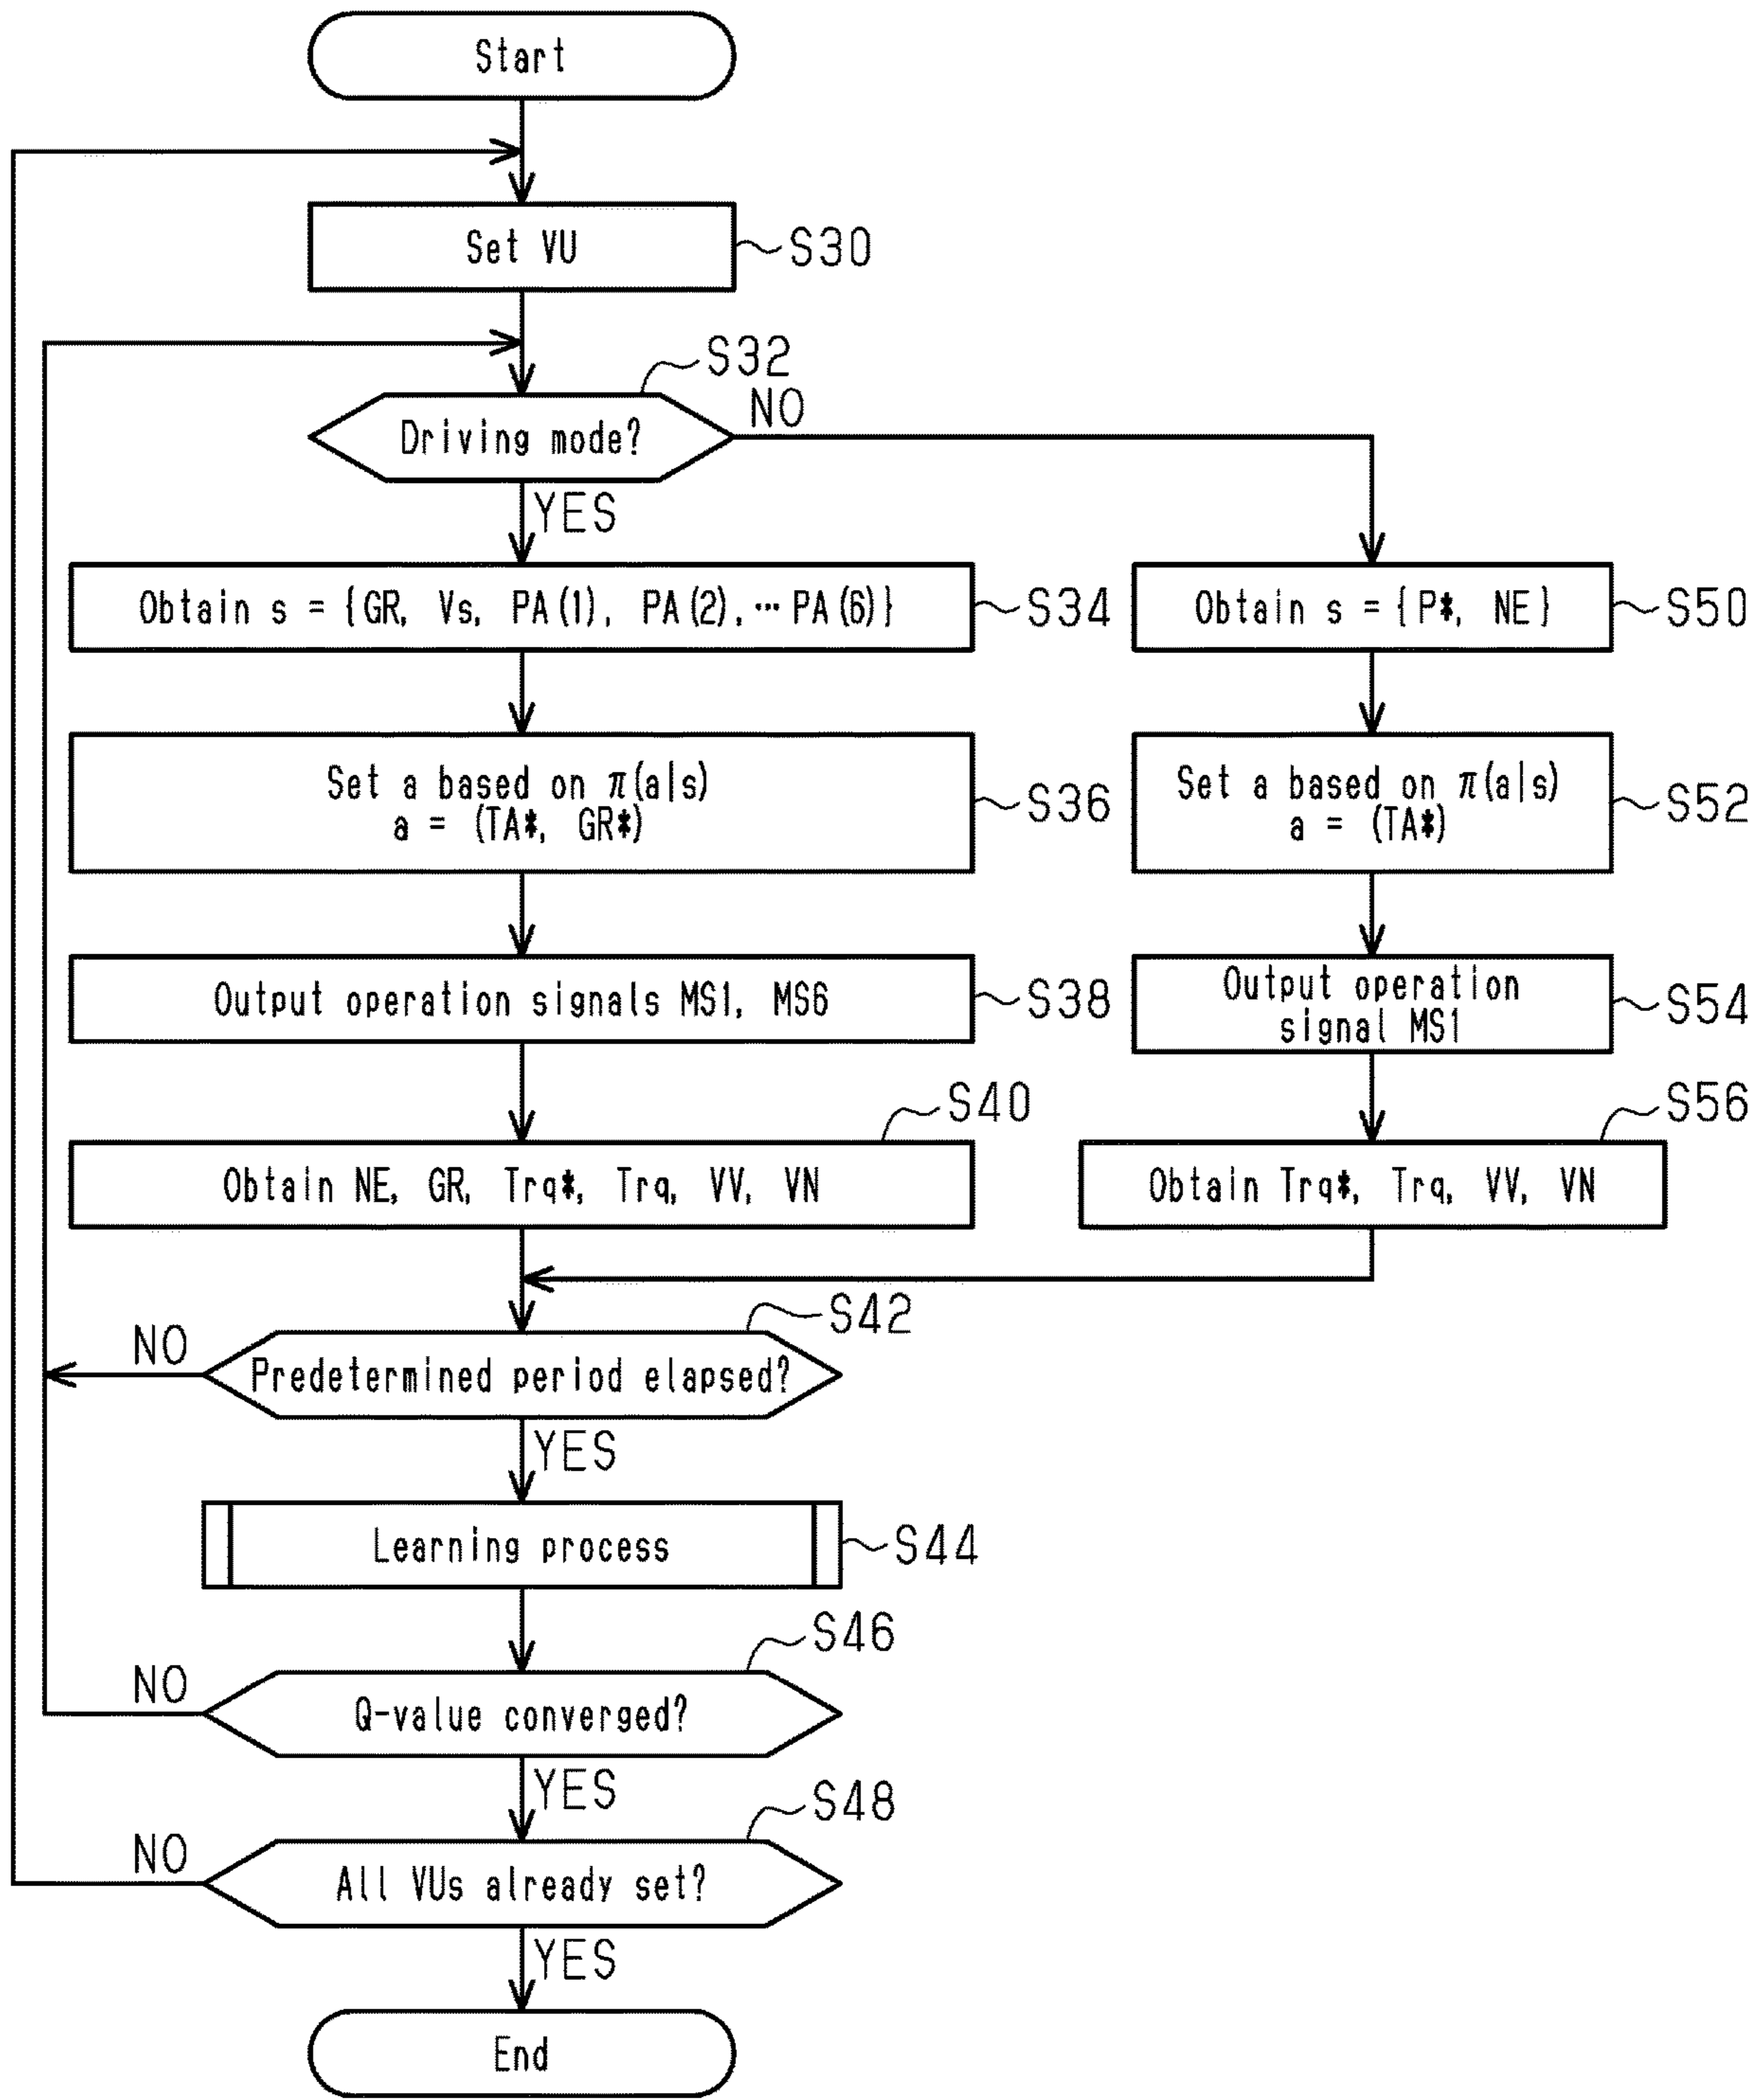 Start
Set VU
S30
S32
Driving mode?
NO
YES
Obtain s = {GR, Vs, PA(1), PA(2), ⋯ PA(6)}
S34
Obtain s = {P*, NE}
S50
Set a based on π(a|s)
a = (TA*, GR*)
S36
Set a based on π(a|s)
a = (TA*)
S52
Output operation signals MS1, MS6
S38
Output operation
signal MS1
S54
S40
Obtain NE, GR, Trq*, Trq, VV, VN
S56
Obtain Trq*, Trq, VV, VN
S42
NO
Predetermined period elapsed?
YES
Learning process
S44
S46
NO
Q-value converged?
YES
S48
NO
All VUs already set?
YES
End